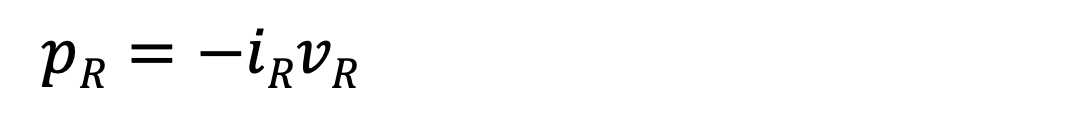 p_R = −i_R v_R